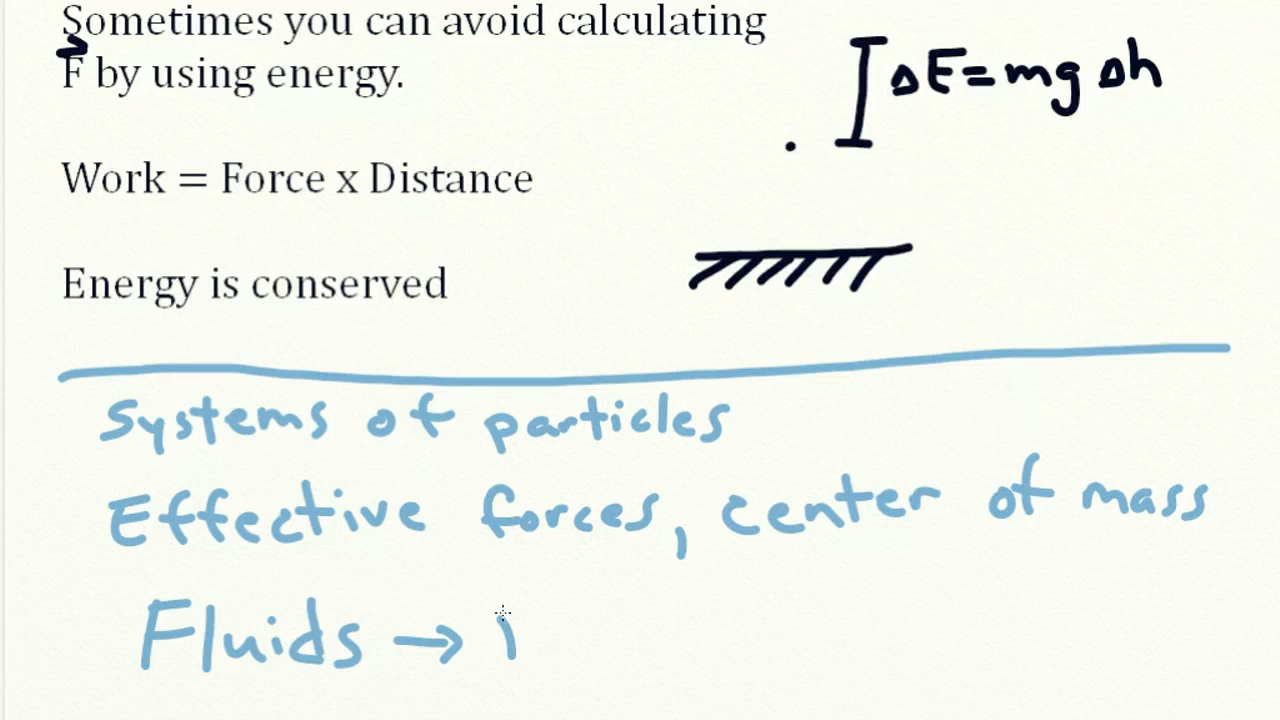 Sometimes you can avoid calculating
F by using energy.
ΔE=mgΔh
Work = Force x Distance
Energy is conserved
Systems of particles
Effective forces, center of mass
Fluids →